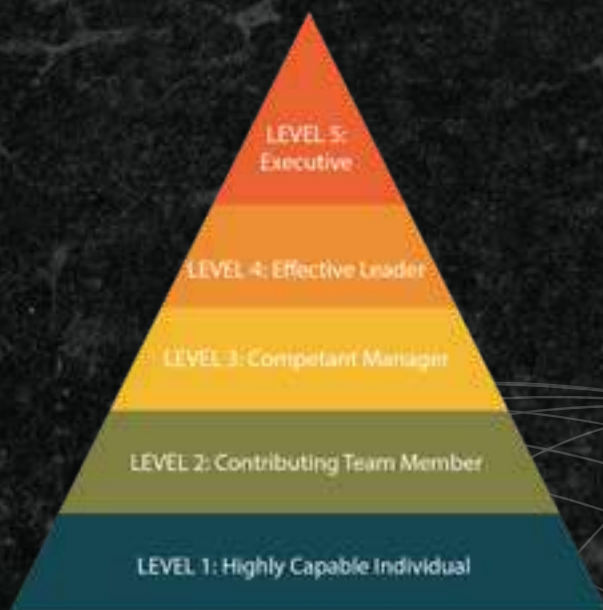 LEVEL 5:
Executive
LEVEL 4: Effective Leader
LEVEL 3: Competent Manager
LEVEL 2: Contributing Team Member
LEVEL 1: Highly Capable Individual